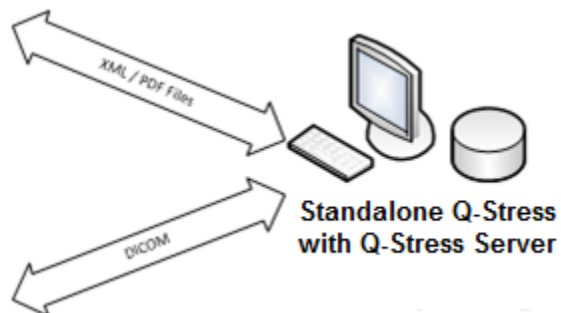 XML / PDF Files
Standalone Q-Stress
with Q-Stress Server
DICOM